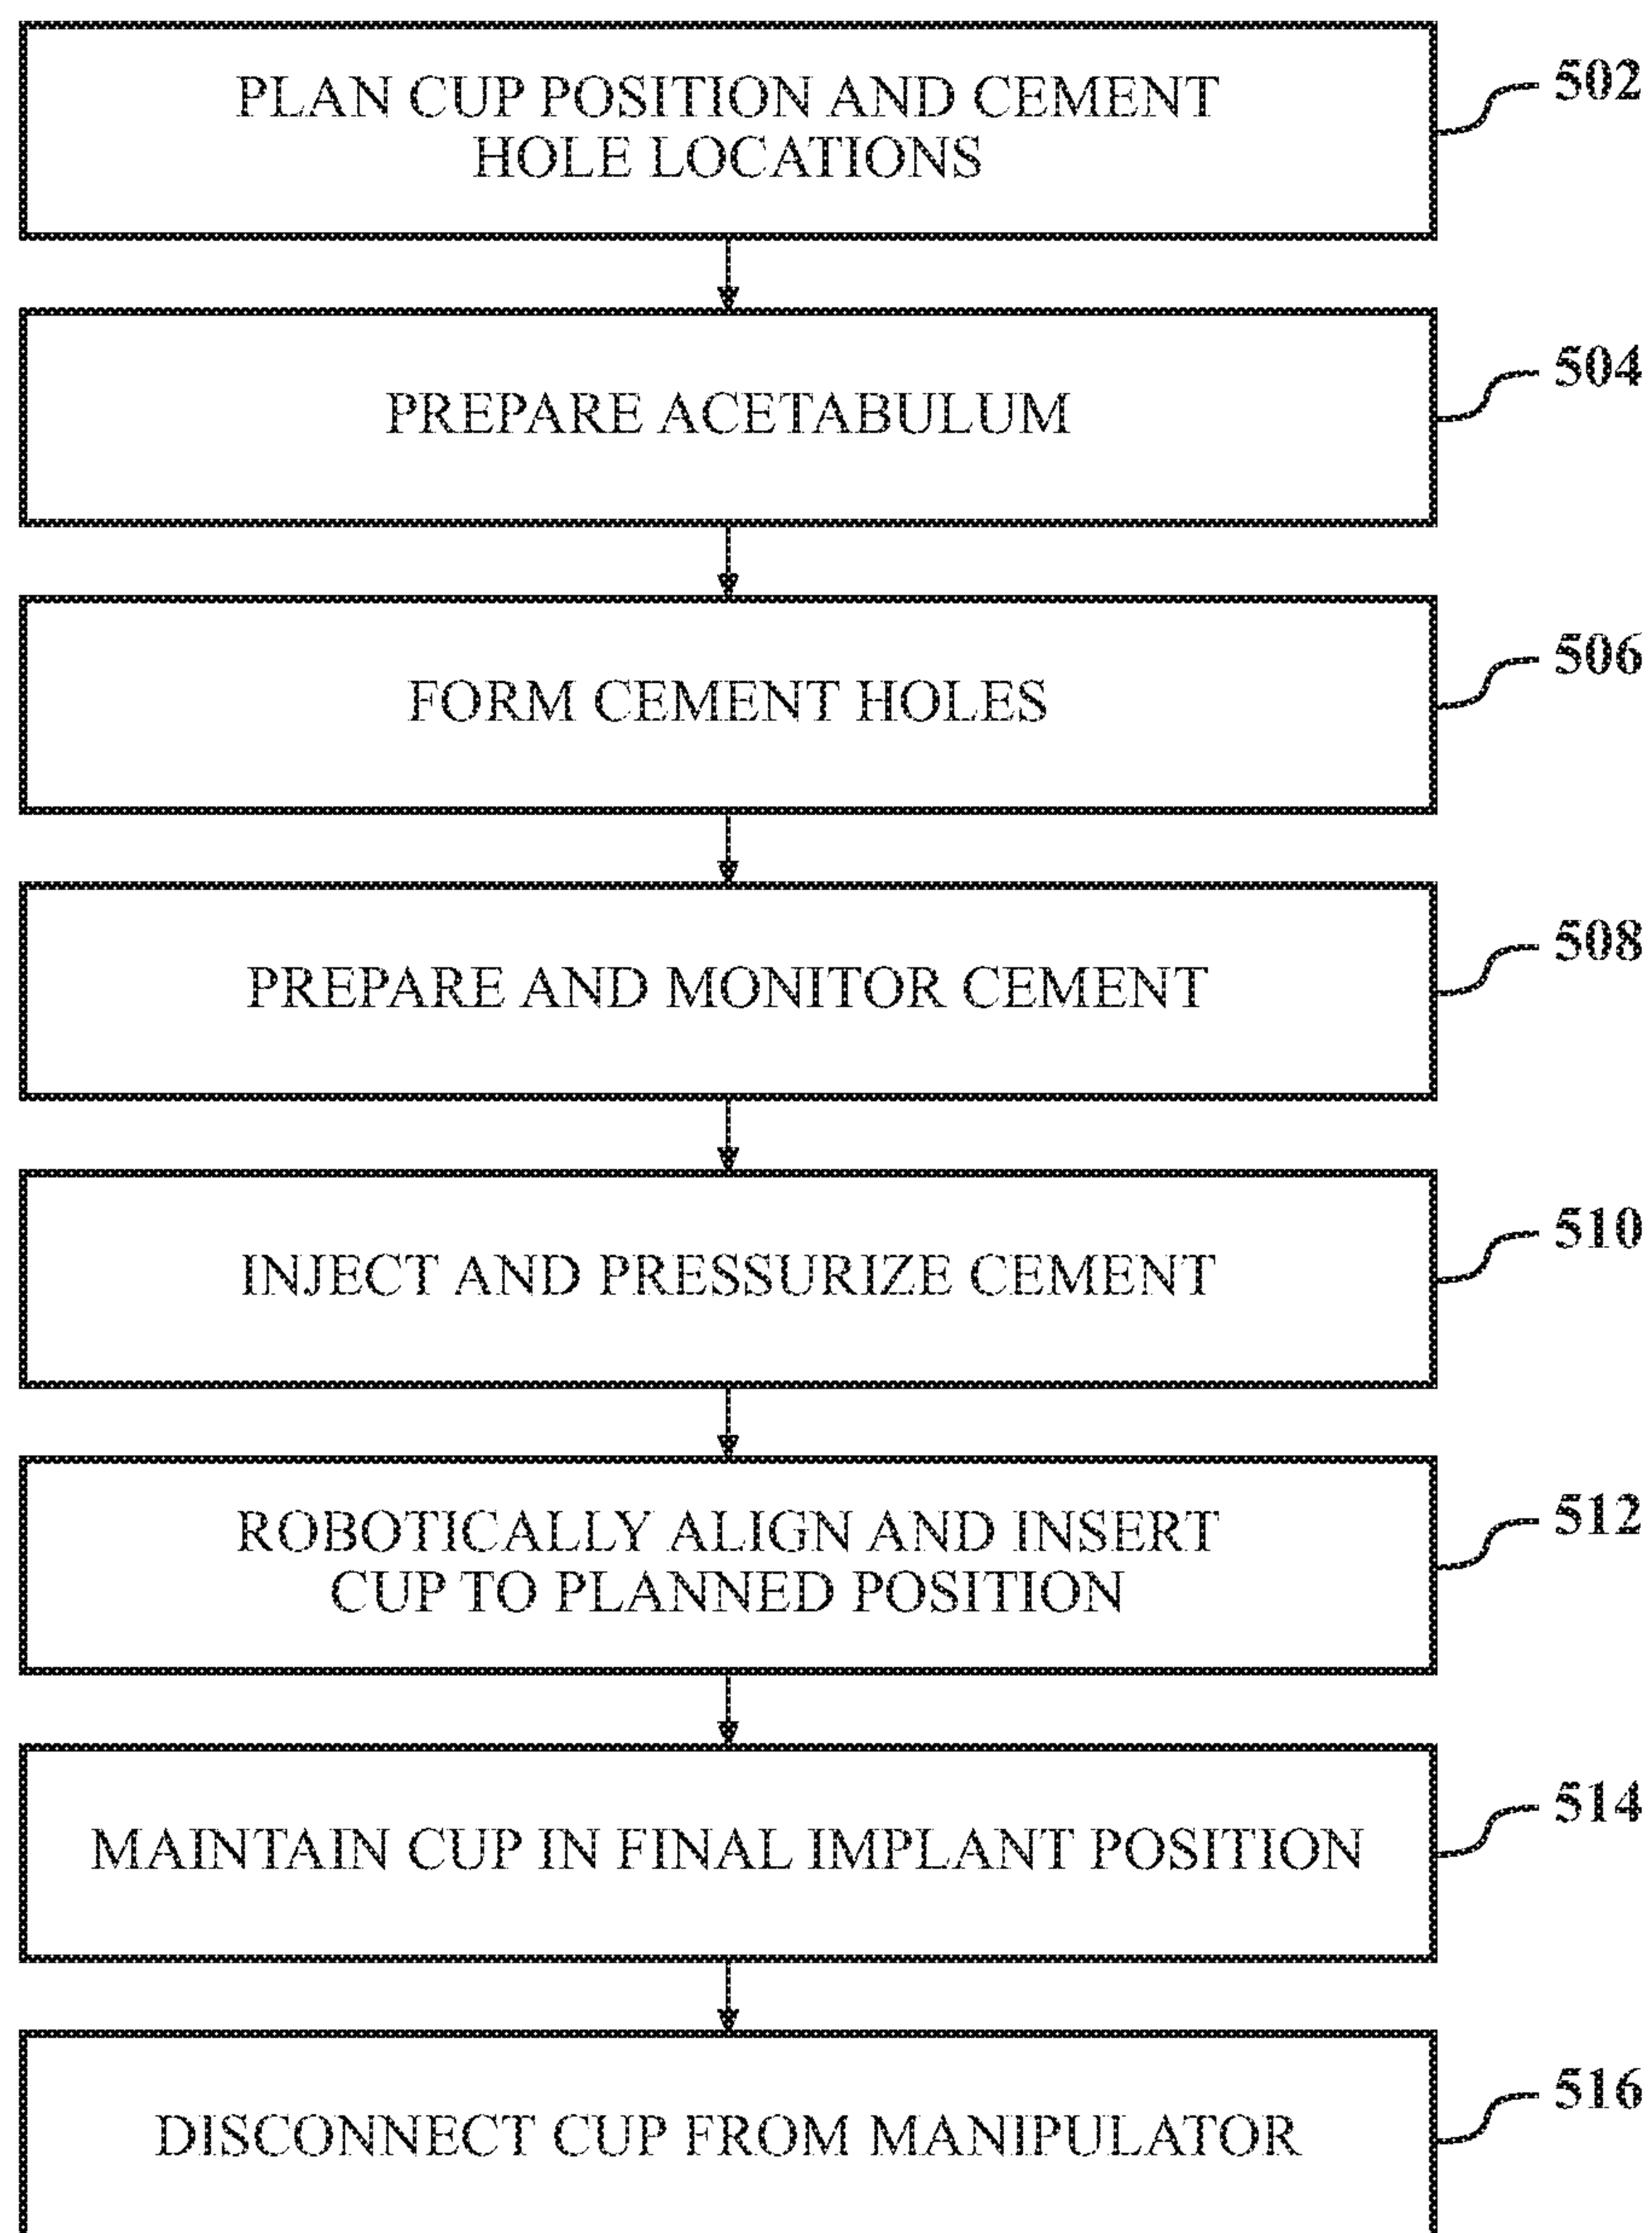 PLAN CUP POSITION AND CEMENT
HOLE LOCATIONS
502
PREPARE ACETABULUM
504
FORM CEMENT HOLES
506
PREPARE AND MONITOR CEMENT
508
INJECT AND PRESSURIZE CEMENT
510
ROBOTICALLY ALIGN AND INSERT
CUP TO PLANNED POSITION
512
MAINTAIN CUP IN FINAL IMPLANT POSITION
514
DISCONNECT CUP FROM MANIPULATOR
516